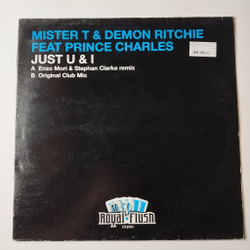 MISTER T & DEMON RITCHIE
FEAT PRINCE CHARLES
JUST U & I
A Enzo Mori & Stephan Clarke remix
B Original Club Mix
Royal Flush